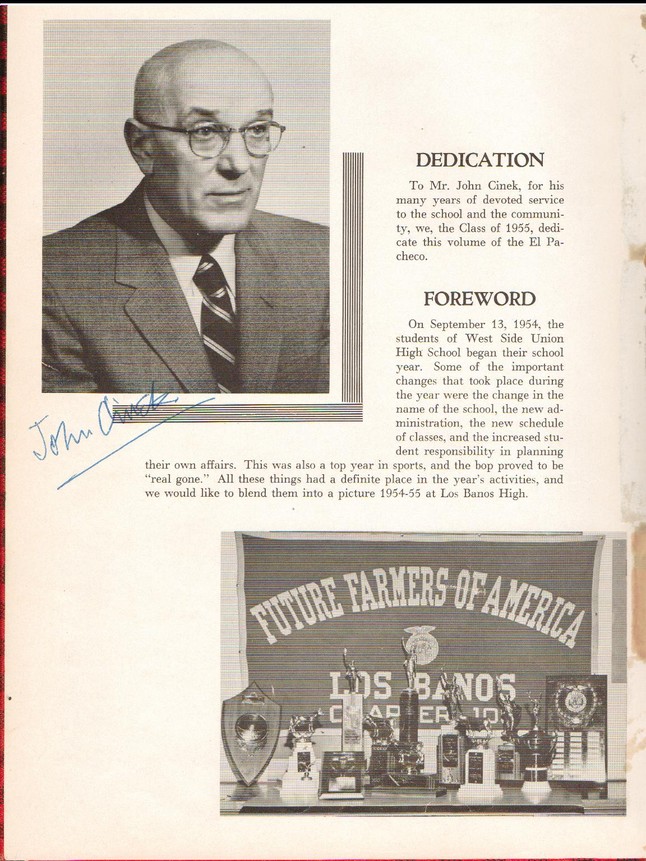 DEDICATION
To Mr. John Cinek, for his
many years of devoted service
to the school and the communi-
ty, we, the Class of 1955, dedi-
cate this volume of the El Pa-
checo.
FOREWORD
On September 13, 1954, the
students of West Side Union
High School began their school
year. Some of the important
changes that took place during
the year were the change in the
name of the school, the new ad-
ministration, the new schedule
of classes, and the increased stu-
dent responsibility in planning
their own affairs. This was also a top year in sports, and the bop proved to be
“real gone.” All these things had a definite place in the year's activities, and
we would like to blend them into a picture 1954-55 at Los Banos High.
John Cinek
FUTURE FARMERS OF AMERICA
LOS BANOS